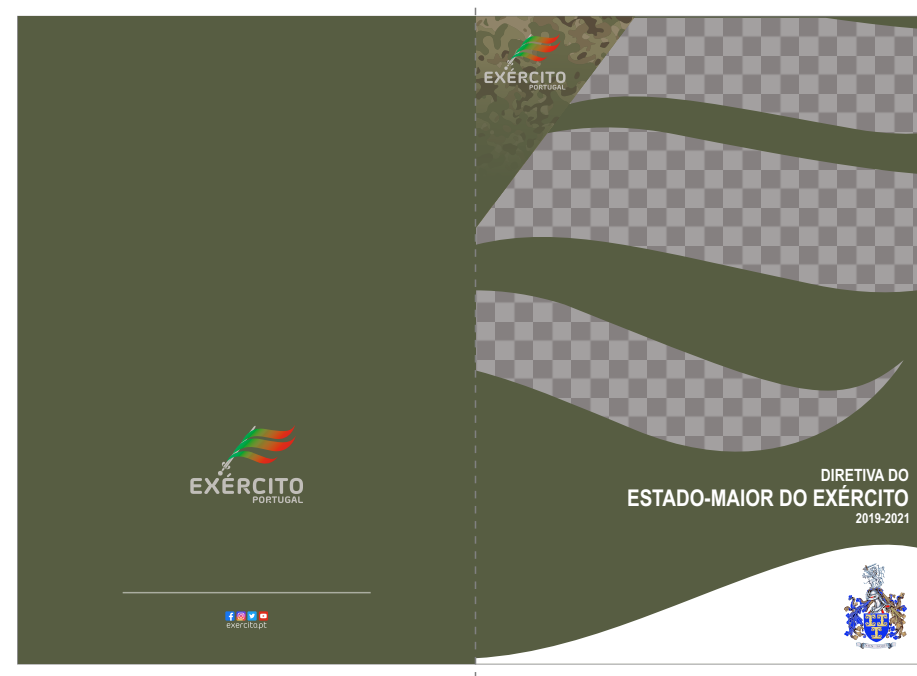 EXÉRCITO
PORTUGAL
exercito.pt
EXÉRCITO
PORTUGAL
DIRETIVA DO
ESTADO-MAIOR DO EXÉRCITO
2019-2021